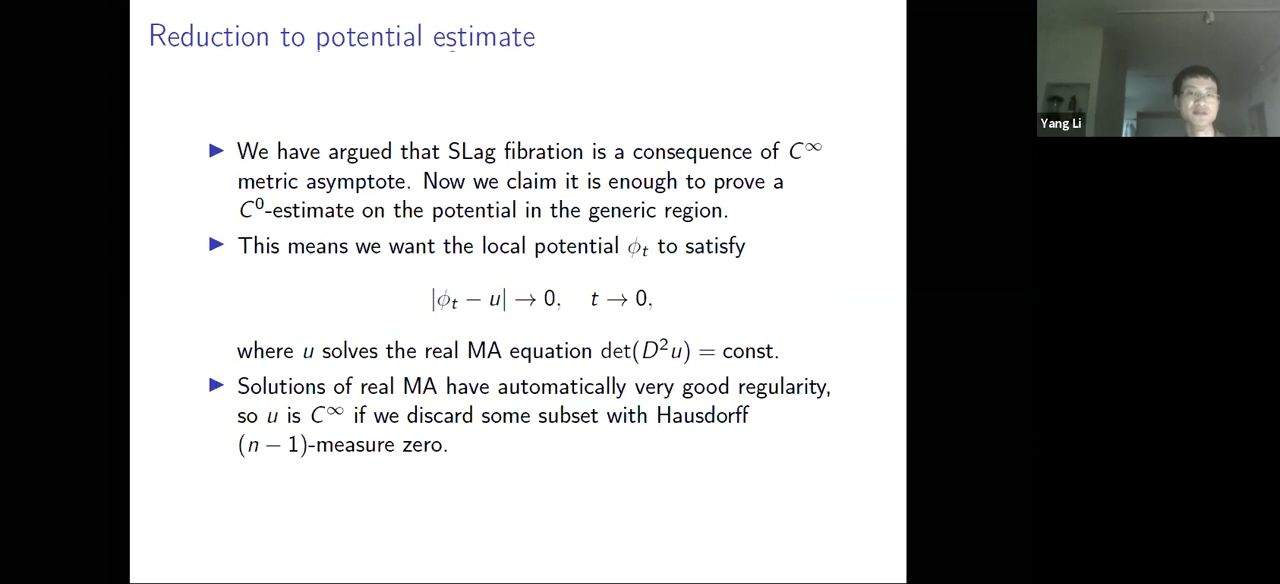 Reduction to potential estimate
▶ We have argued that SLag fibration is a consequence of C^∞
metric asymptote. Now we claim it is enough to prove a
C^0-estimate on the potential in the generic region.
▶ This means we want the local potential ϕ_t to satisfy
|ϕ_t − u| → 0, t → 0,
where u solves the real MA equation det(D^2u) = const.
▶ Solutions of real MA have automatically very good regularity,
so u is C^∞ if we discard some subset with Hausdorff
(n − 1)-measure zero.
Yang Li